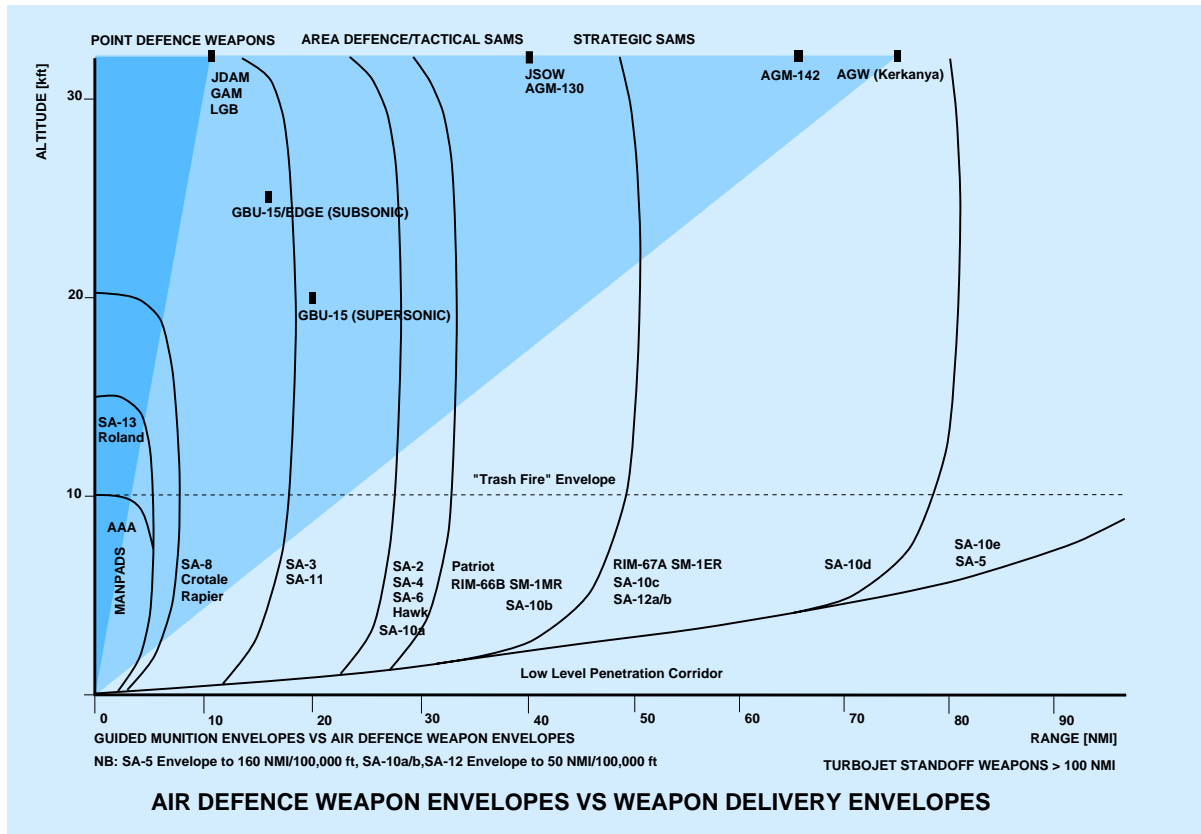 POINT DEFENCE WEAPONS
AREA DEFENCE/TACTICAL SAMS
STRATEGIC SAMS
ALTITUDE [kft]
30
20
10
JDAM
GAM
LGB
JSOW
AGM-130
AGM-142
AGW (Kerkanya)
GBU-15/EDGE (SUBSONIC)
GBU-15 (SUPERSONIC)
SA-13
Roland
"Trash Fire" Envelope
AAA
MANPADS
SA-8
Crotale
Rapier
SA-3
SA-11
SA-2
SA-4
SA-6
Hawk
SA-10a
Patriot
RIM-66B SM-1MR
SA-10b
RIM-67A SM-1ER
SA-10c
SA-12a/b
SA-10d
SA-10e
SA-5
Low Level Penetration Corridor
0 10 20 30 40 50 60 70 80 90
GUIDED MUNITION ENVELOPES VS AIR DEFENCE WEAPON ENVELOPES
RANGE [NMI]
NB: SA-5 Envelope to 160 NMI/100,000 ft, SA-10a/b,SA-12 Envelope to 50 NMI/100,000 ft
TURBOJET STANDOFF WEAPONS > 100 NMI
AIR DEFENCE WEAPON ENVELOPES VS WEAPON DELIVERY ENVELOPES